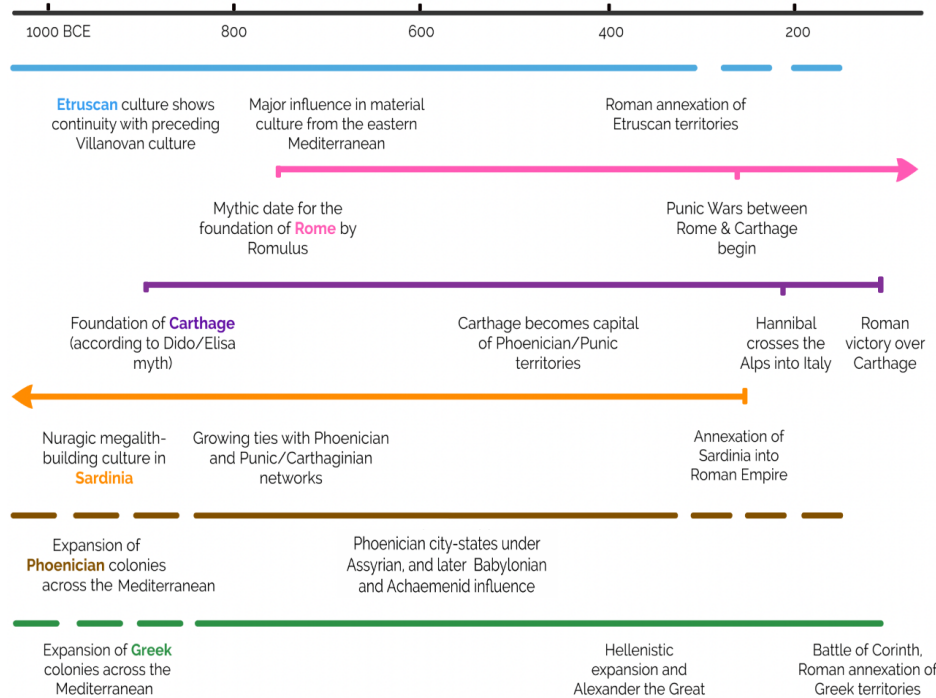 1000 BCE 800 600 400 200
Etruscan culture shows
continuity with preceding
Villanovan culture
Major influence in material
culture from the eastern
Mediterranean
Roman annexation of
Etruscan territories
Mythic date for the
foundation of Rome by
Romulus
Punic Wars between
Rome & Carthage
begin
Foundation of Carthage
(according to Dido/Elisa
myth)
Carthage becomes capital
of Phoenician/Punic
territories
Hannibal
crosses the
Alps into Italy
Roman
victory over
Carthage
Nuragic megalith-
building culture in
Sardinia
Growing ties with Phoenician
and Punic/Carthaginian
networks
Annexation of
Sardinia into
Roman Empire
Expansion of
Phoenician colonies
across the Mediterranean
Phoenician city-states under
Assyrian, and later Babylonian
and Achaemenid influence
Expansion of Greek
colonies across the
Mediterranean
Hellenistic
expansion and
Alexander the Great
Battle of Corinth,
Roman annexation of
Greek territories